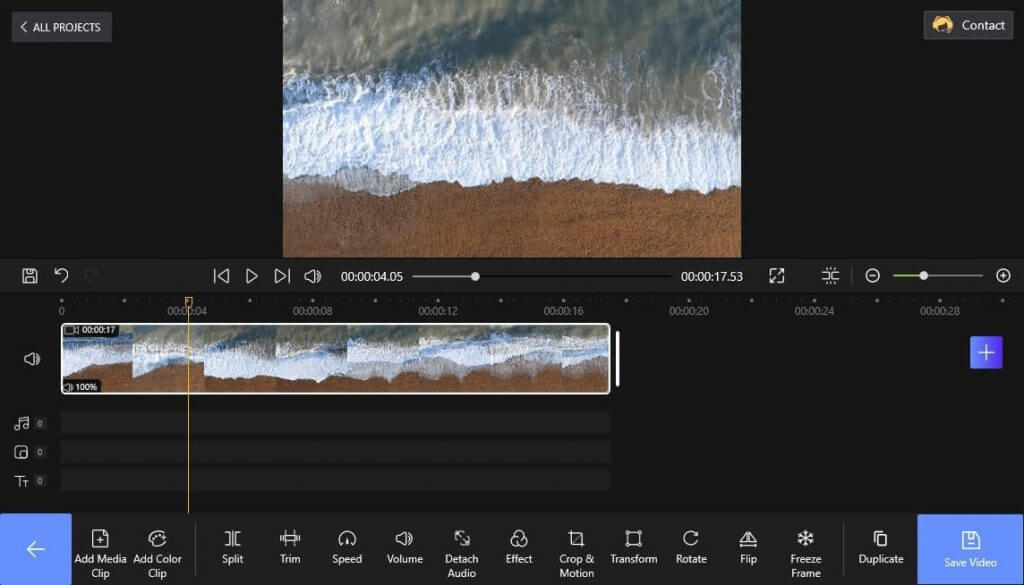 ALL PROJECTS
Contact
00:00:04.05
00:00:17.53
0
00:00:04
00:00:08
00:00:12
00:00:16
00:00:20
00:00:24
00:00:28
00:00:17
100%
0
0
TT 0
Add Media
Clip
Add Color
Clip
Split
Trim
Speed
Volume
Detach
Audio
Effect
Crop &
Motion
Transform
Rotate
Flip
Freeze
Frame
Duplicate
Save Video